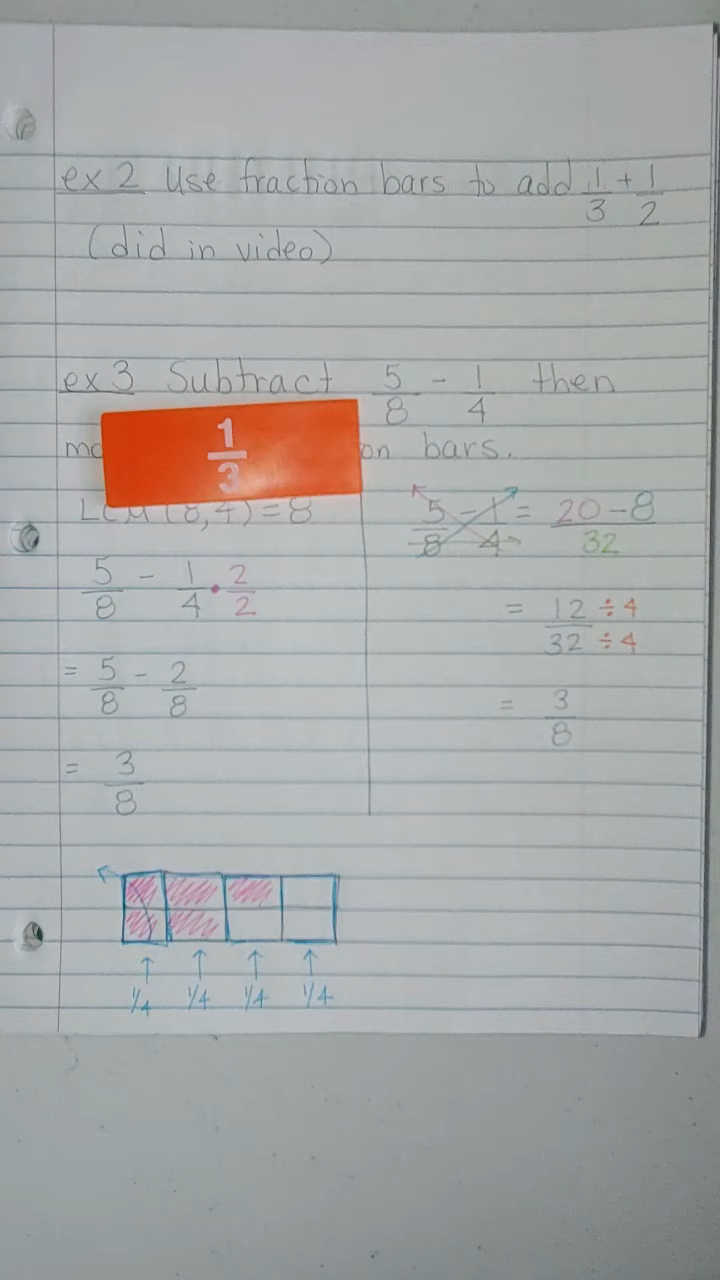 ex 2 Use fraction bars to add 1/3 + 1/2
(did in video)
ex 3 Subtract 5/8 - 1/4 then
bars.
1/3
LCM (8,4) = 8
5/8 - 1/4 • 2/2
= 5/8 - 2/8
= 3/8
5/8 - 1/4 = 20-8/32
= 12÷4/32÷4
= 3/8
1/4 1/4 1/4 1/4